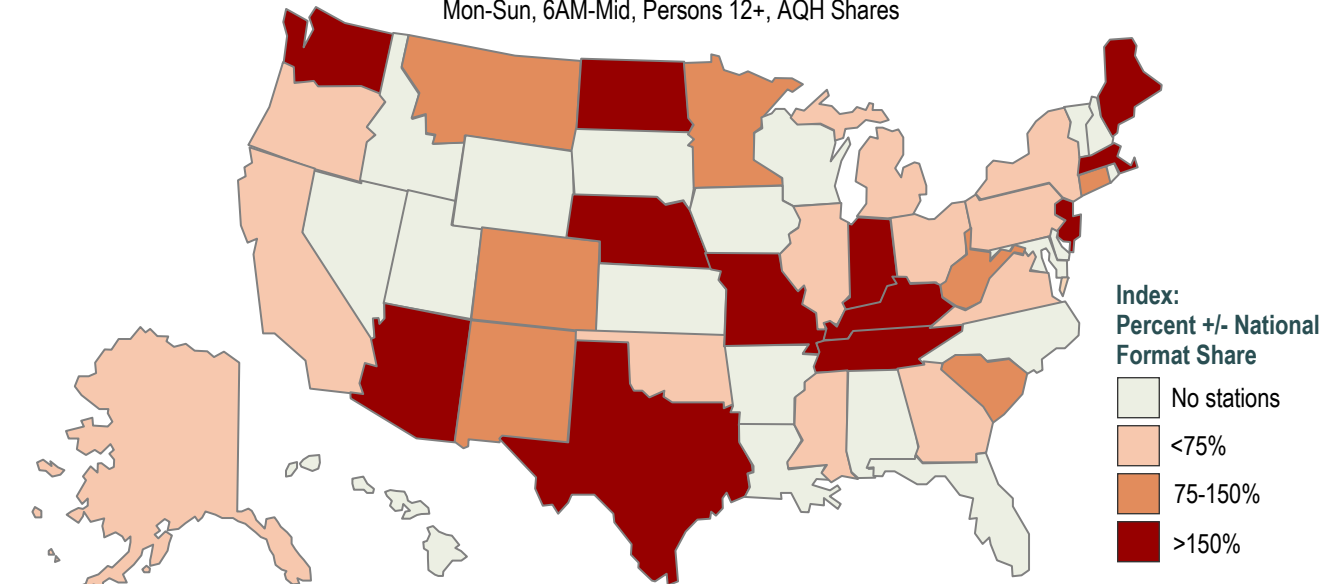 Mon-Sun, 6AM-Mid, Persons 12+, AQH Shares
Index:
Percent +/- National
Format Share
No stations
<75%
75-150%
>150%